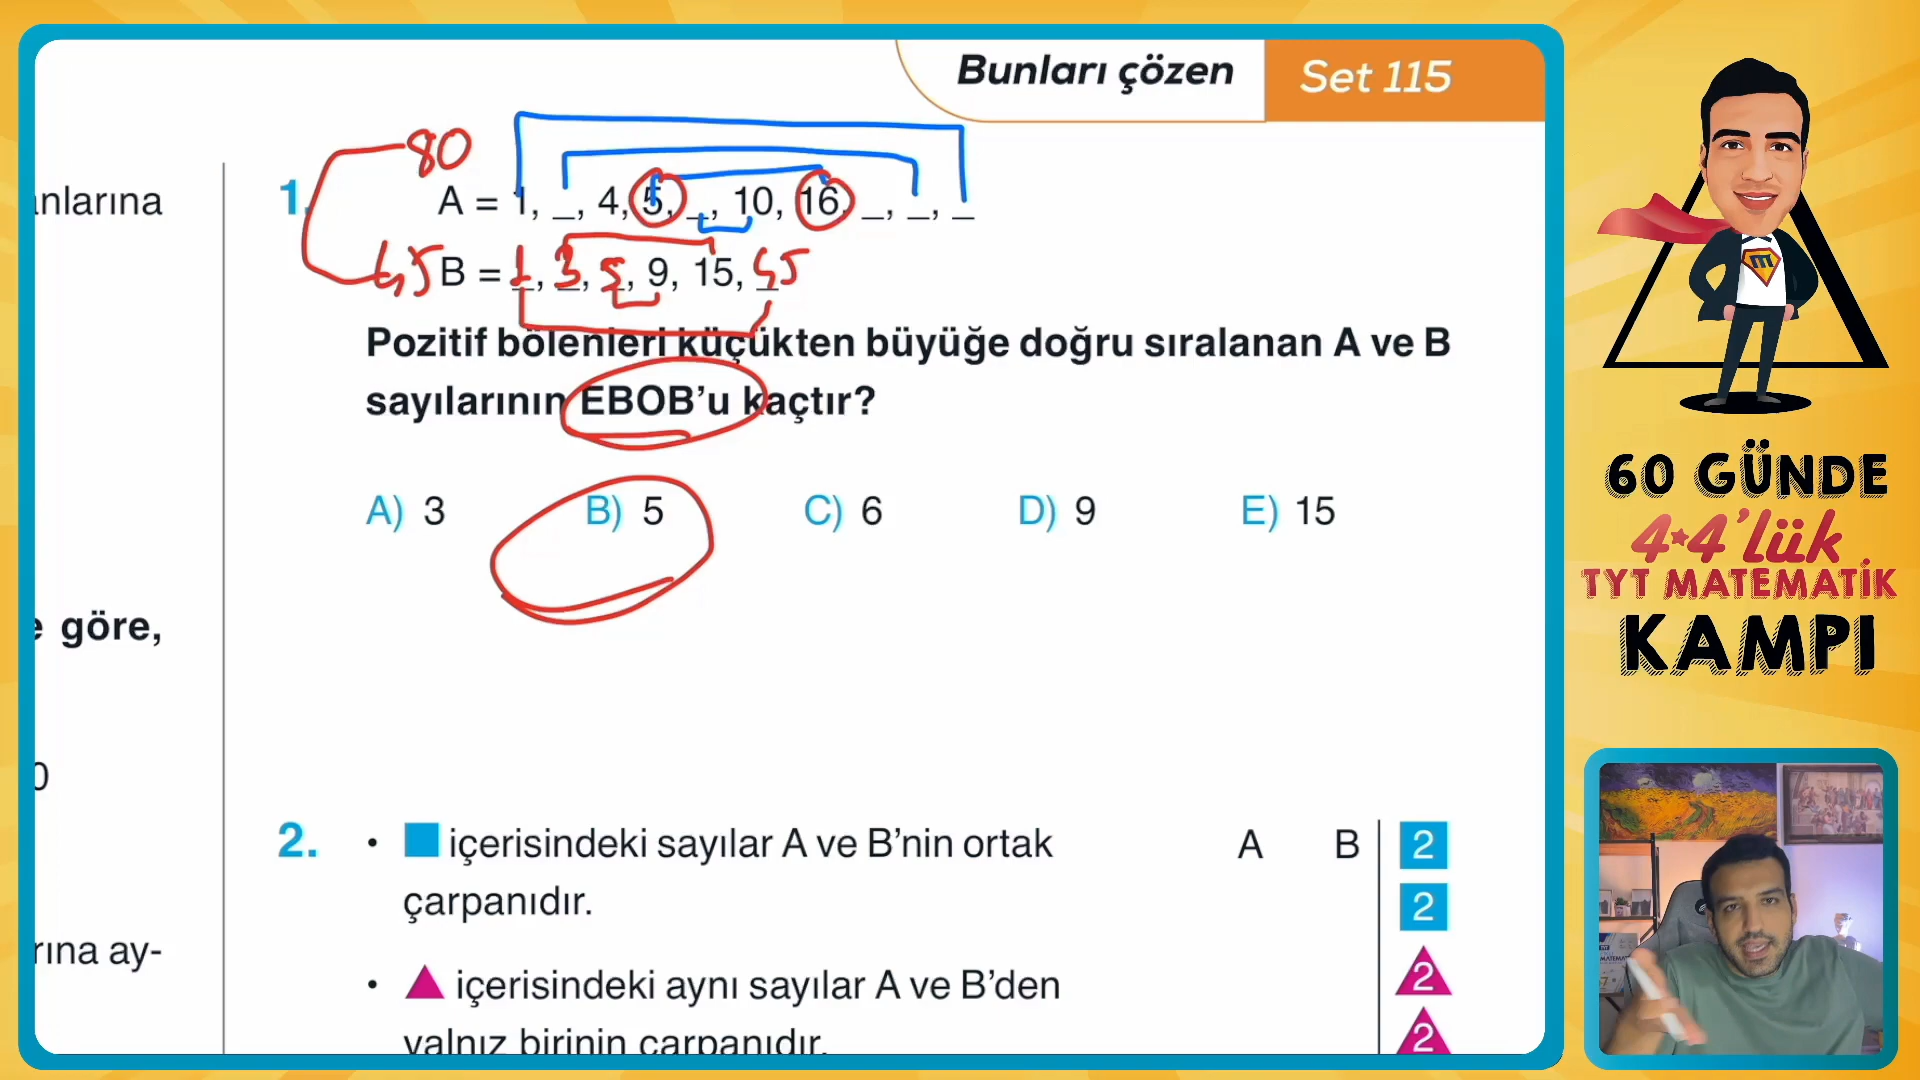 Bunları çözen Set 115
anlarına
80
1. A = 1, _, 4, 5, _, 10, 16, _, _, _
45 B = 1, 3, 5, 9, 15, 45
Pozitif bölenleri küçükten büyüğe doğru sıralanan A ve B
sayılarının EBOB’u kaçtır?
A) 3 B) 5 C) 6 D) 9 E) 15
e göre,
0
rına ay-
2. • içerisindeki sayılar A ve B’nin ortak
çarpanıdır.
• içerisindeki aynı sayılar A ve B’den
yalnız birinin çarpanıdır.
A B 2
2
2
2
60 GÜNDE
4*4’lük
TYT MATEMATİK
KAMPI